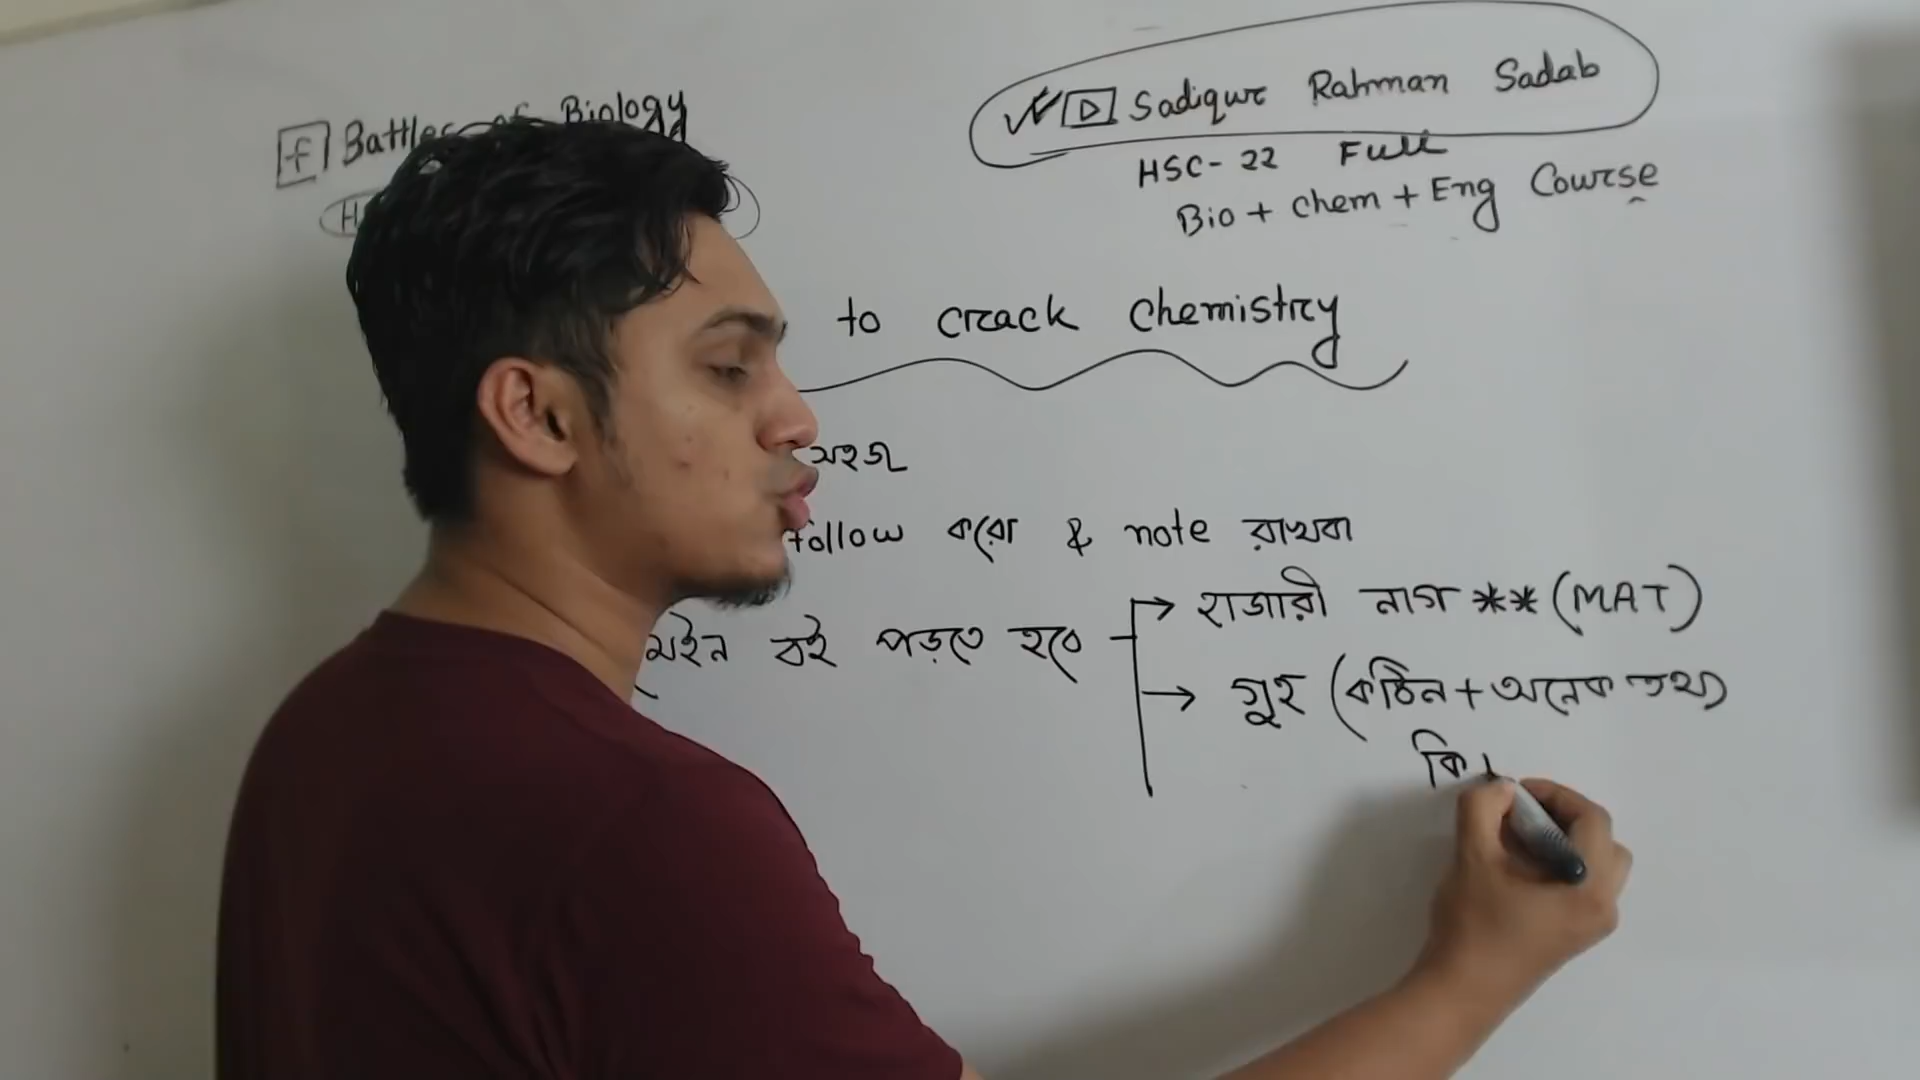 f Battles of Biology
Sadiqur Rahman Sadab
HSC-22 Full
Bio + Chem + Eng Course
to crack chemistry
সহজ
follow করো & note রাখবা
মেইন বই পড়তে হবে
→ হাজারী নাগ ** (MAT)
→ গুহ (কঠিন + অনেক তথ্য)
কি